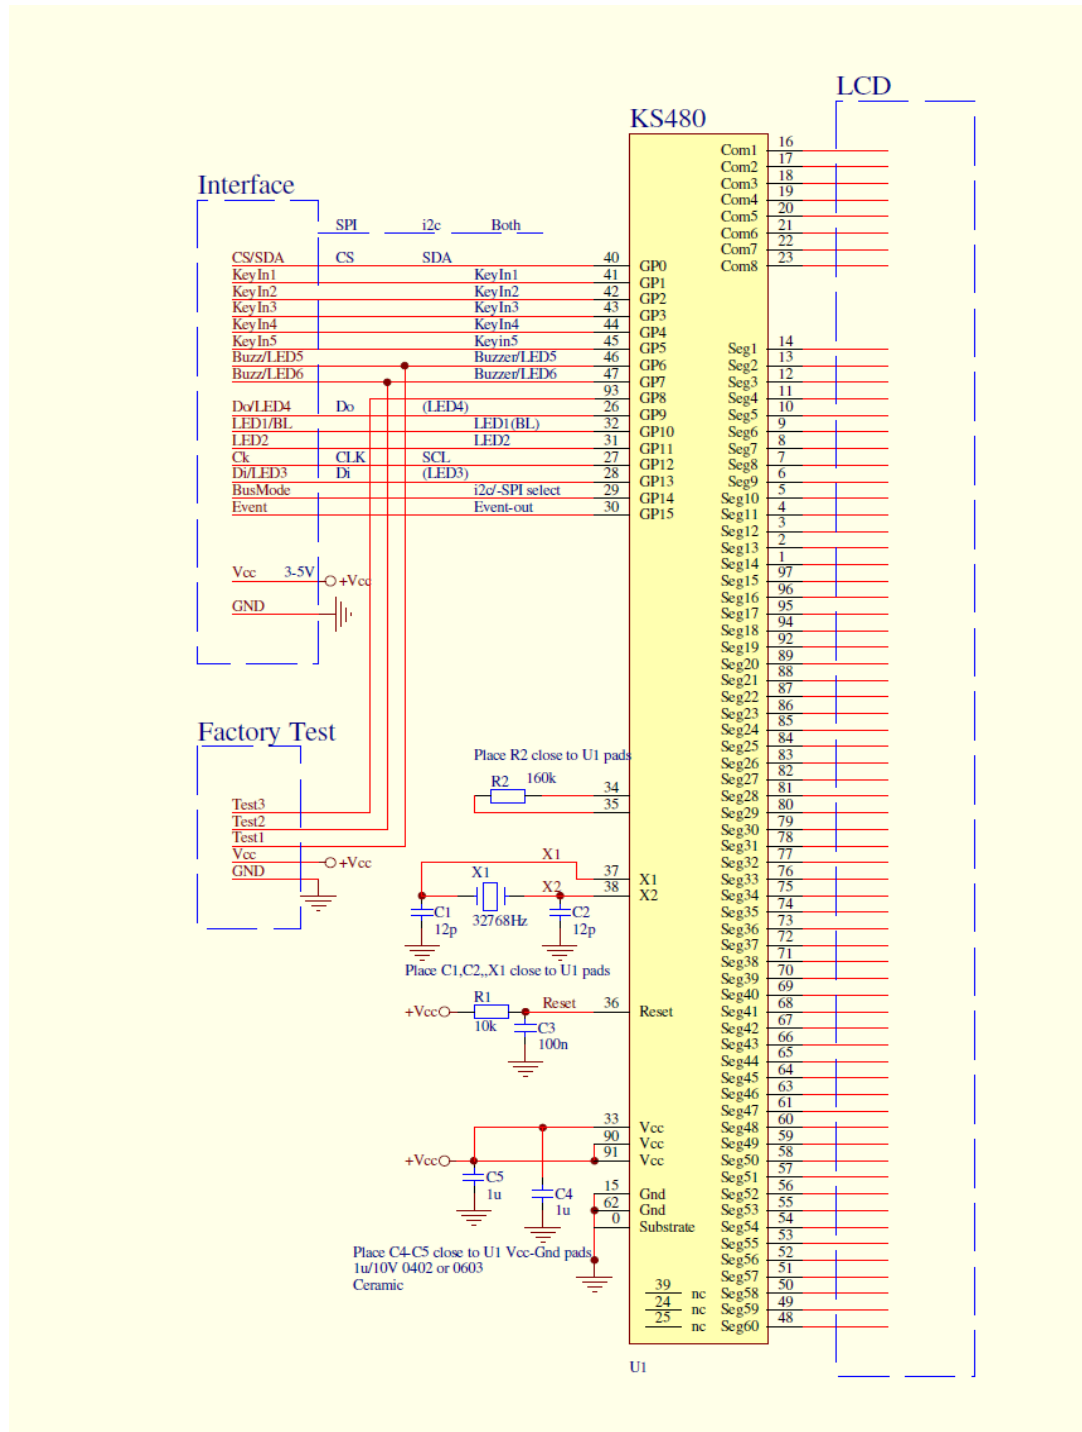 LCD
KS480
Com1 16
Com2 17
Com3 18
Com4 19
Com5 20
Com6 21
Com7 22
Com8 23
Interface
SPI i2c Both
CS/SDA CS SDA 40 GP0
KeyIn1 KeyIn1 41 GP1
KeyIn2 KeyIn2 42 GP2
KeyIn3 KeyIn3 43 GP3
KeyIn4 KeyIn4 44 GP4
KeyIn5 Keyin5 45 GP5
Buzz/LED5 Buzzer/LED5 46 GP6
Buzz/LED6 Buzzer/LED6 47 GP7
93 GP8
Do/LED4 Do (LED4) 26 GP9
LED1/BL LED1(BL) 32 GP10
LED2 LED2 31 GP11
Ck CLK SCL 27 GP12
Di/LED3 Di (LED3) 28 GP13
BusMode i2c/-SPI select 29 GP14
Event Event-out 30 GP15
Vcc 3-5V +Vcc
GND
Seg1 14
Seg2 13
Seg3 12
Seg4 11
Seg5 10
Seg6 9
Seg7 8
Seg8 7
Seg9 6
Seg10 5
Seg11 4
Seg12 3
Seg13 2
Seg14 1
Seg15 97
Seg16 96
Seg17 95
Seg18 94
Seg19 92
Seg20 89
Seg21 88
Seg22 87
Seg23 86
Seg24 85
Seg25 84
Seg26 83
Seg27 82
Seg28 81
Seg29 80
Seg30 79
Seg31 78
Seg32 77
Seg33 76
Seg34 75
Seg35 74
Seg36 73
Seg37 72
Seg38 71
Seg39 70
Seg40 69
Seg41 68
Seg42 67
Seg43 66
Seg44 65
Seg45 64
Seg46 63
Seg47 61
Seg48 60
Seg49 59
Seg50 58
Seg51 57
Seg52 56
Seg53 55
Seg54 54
Seg55 53
Seg56 52
Seg57 51
Seg58 50
Seg59 49
Seg60 48
Factory Test
Test3
Test2
Test1
Vcc +Vcc
GND
Place R2 close to U1 pads
R2 160k 34
35
X1
X1 37 X1
X2 38 X2
C1 32768Hz C2
12p 12p
Place C1,C2,,X1 close to U1 pads
R1 Reset 36 Reset
+Vcc
10k C3
100n
33 Vcc
90 Vcc
+Vcc 91 Vcc
C5
1u
C4
1u
15 Gnd
62 Gnd
0 Substrate
Place C4-C5 close to U1 Vcc-Gnd pads
1u/10V 0402 or 0603
Ceramic
39 nc
24 nc
25 nc
U1